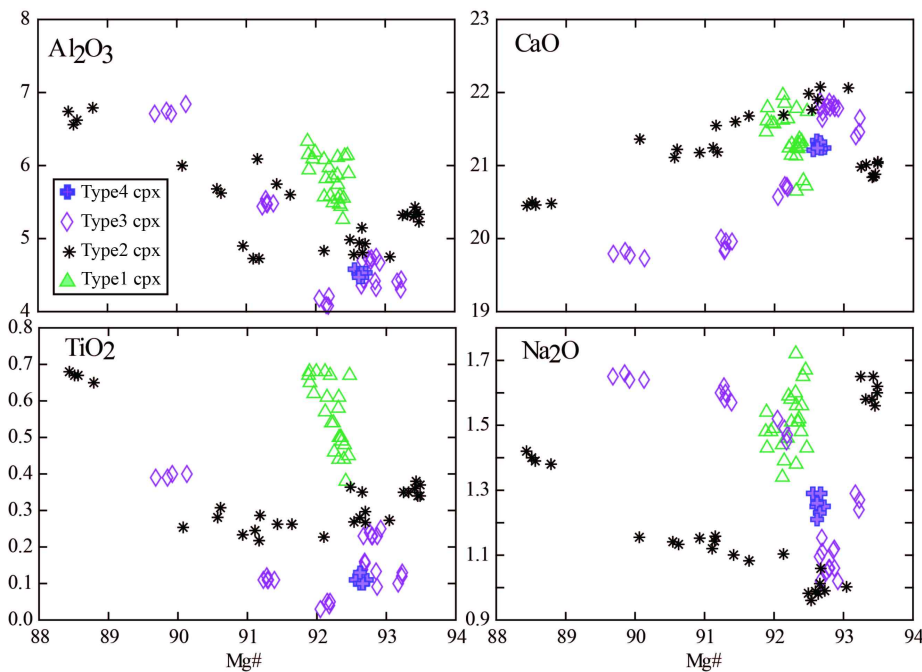 Al2O3
8
7
6
5
4
Type4 cpx
Type3 cpx
Type2 cpx
Type1 cpx
CaO
23
22
21
20
19
TiO2
0.8
0.7
0.6
0.5
0.4
0.3
0.2
0.1
0.0
88 89 90 91 92 93 94
Mg#
Na2O
1.7
1.5
1.3
1.1
0.9
88 89 90 91 92 93 94
Mg#